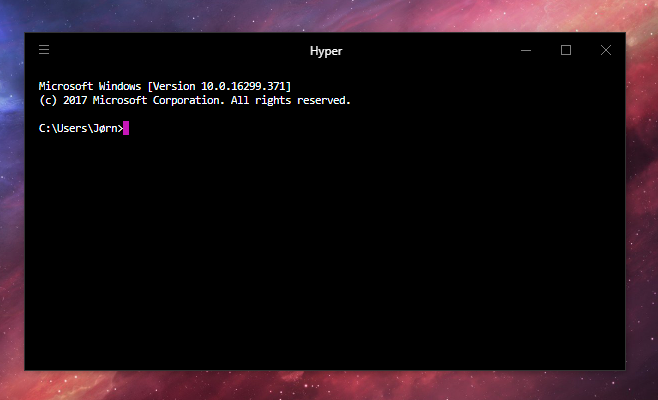 Hyper
Microsoft Windows [Version 10.0.16299.371]
(c) 2017 Microsoft Corporation. All rights reserved.
C:\Users\Jørn>